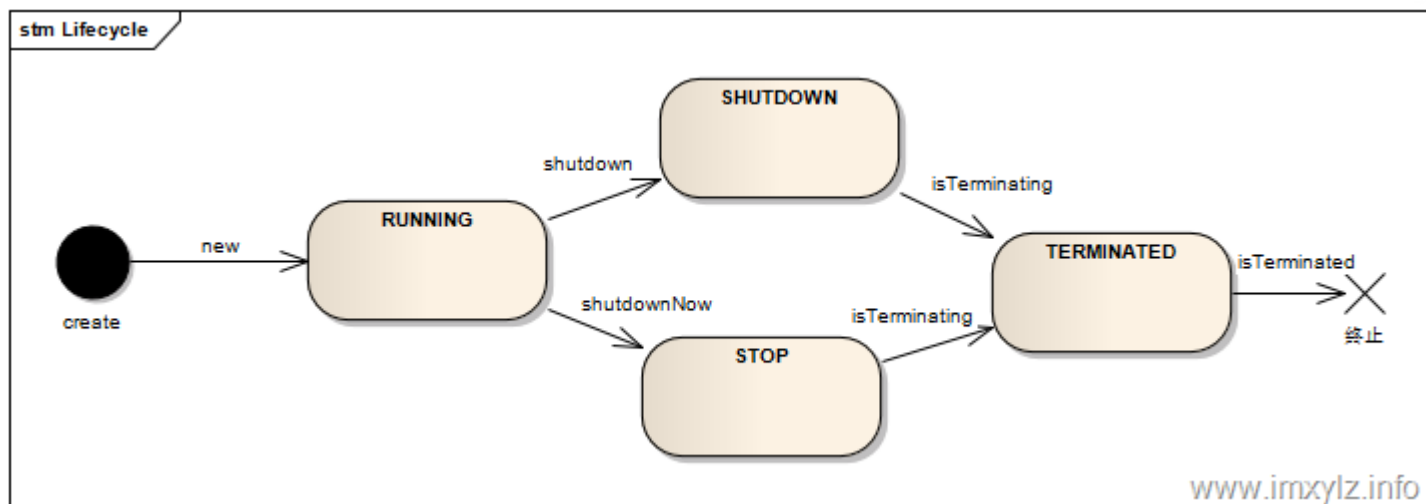 stm Lifecycle
SHUTDOWN
shutdown
isTerminating
RUNNING
new
TERMINATED
isTerminated
create
shutdownNow
isTerminating
终止
STOP
www.imxylz.info